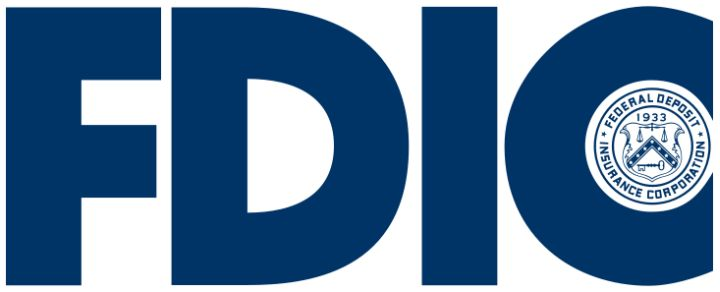 FDIC
FEDERAL DEPOSIT
1933
INSURANCE CORPORATION